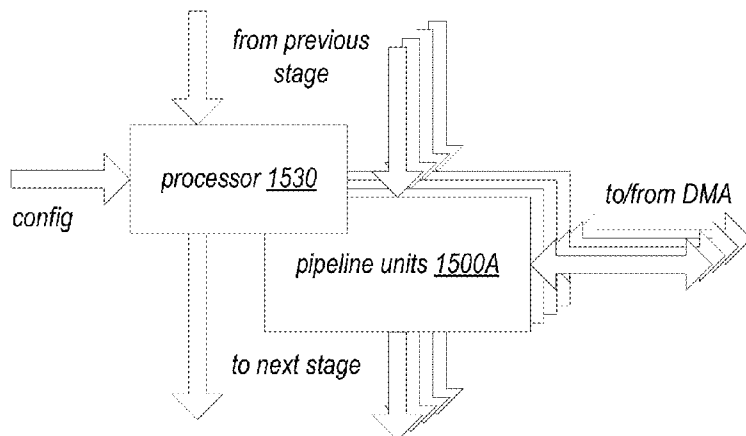 from previous
stage
processor 1530
config
to/from DMA
pipeline units 1500A
to next stage